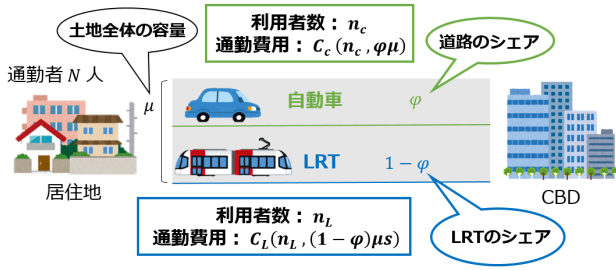 土地全体の容量
利用者数：n_c
通勤費用：C_c(n_c, φμ)
道路のシェア
通勤者 N 人
μ
自動車
φ
LRT
1 − φ
居住地
CBD
利用者数：n_L
通勤費用：C_L(n_L, (1−φ)μs)
LRTのシェア